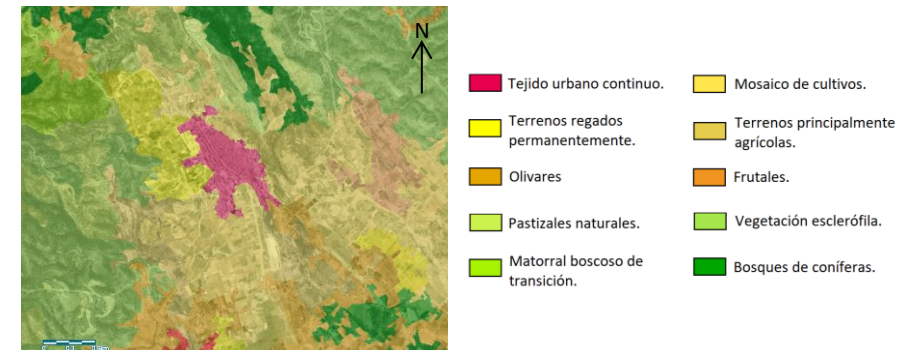 N
Tejido urbano continuo.
Mosaico de cultivos.
Terrenos regados
permanentemente.
Terrenos principalmente
agrícolas.
Olivares
Frutales.
Pastizales naturales.
Vegetación esclerófila.
Matorral boscoso de
transición.
Bosques de coníferas.